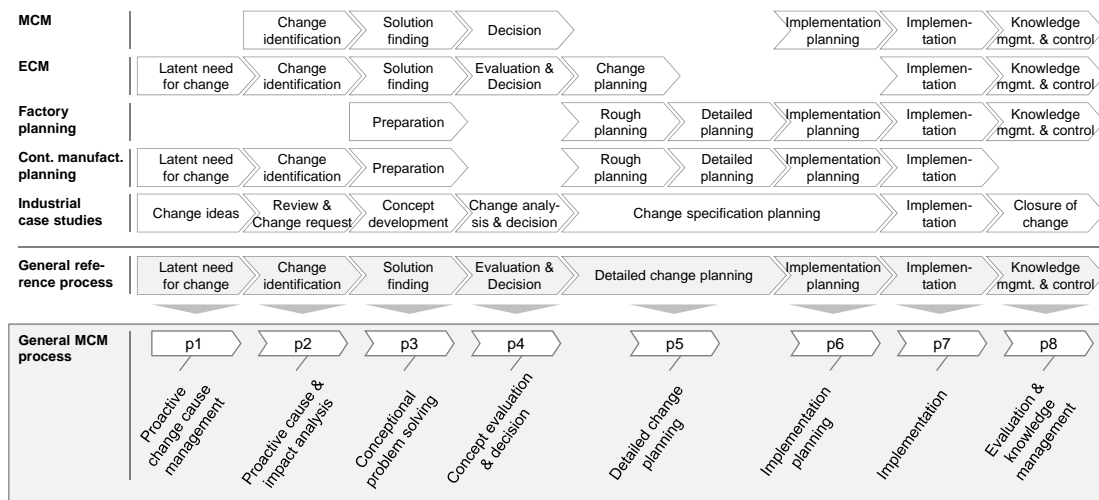 MCM
Change
identification
Solution
finding
Decision
Implementation
planning
Implemen-
tation
Knowledge
mgmt. & control
ECM
Latent need
for change
Change
identification
Solution
finding
Evaluation &
Decision
Change
planning
Implemen-
tation
Knowledge
mgmt. & control
Factory
planning
Preparation
Rough
planning
Detailed
planning
Implementation
planning
Implemen-
tation
Knowledge
mgmt. & control
Cont. manufact.
planning
Latent need
for change
Change
identification
Preparation
Rough
planning
Detailed
planning
Implementation
planning
Implemen-
tation
Industrial
case studies
Change ideas
Review &
Change request
Concept
development
Change analy-
sis & decision
Change specification planning
Implemen-
tation
Closure of
change
General refe-
rence process
Latent need
for change
Change
identification
Solution
finding
Evaluation &
Decision
Detailed change planning
Implementation
planning
Implemen-
tation
Knowledge
mgmt. & control
General MCM
process
p1
p2
p3
p4
p5
p6
p7
p8
Proactive
change cause
management
Proactive cause &
impact analysis
Conceptional
problem solving
Concept evaluation
& decision
Detailed change
planning
Implementation
planning
Implementation
Evaluation &
knowledge
management